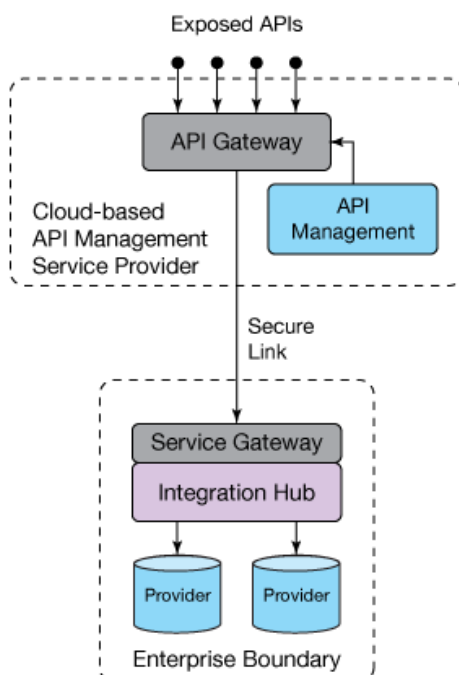 Exposed APIs
API Gateway
API
Management
Cloud-based
API Management
Service Provider
Secure
Link
Service Gateway
Integration Hub
Provider
Provider
Enterprise Boundary